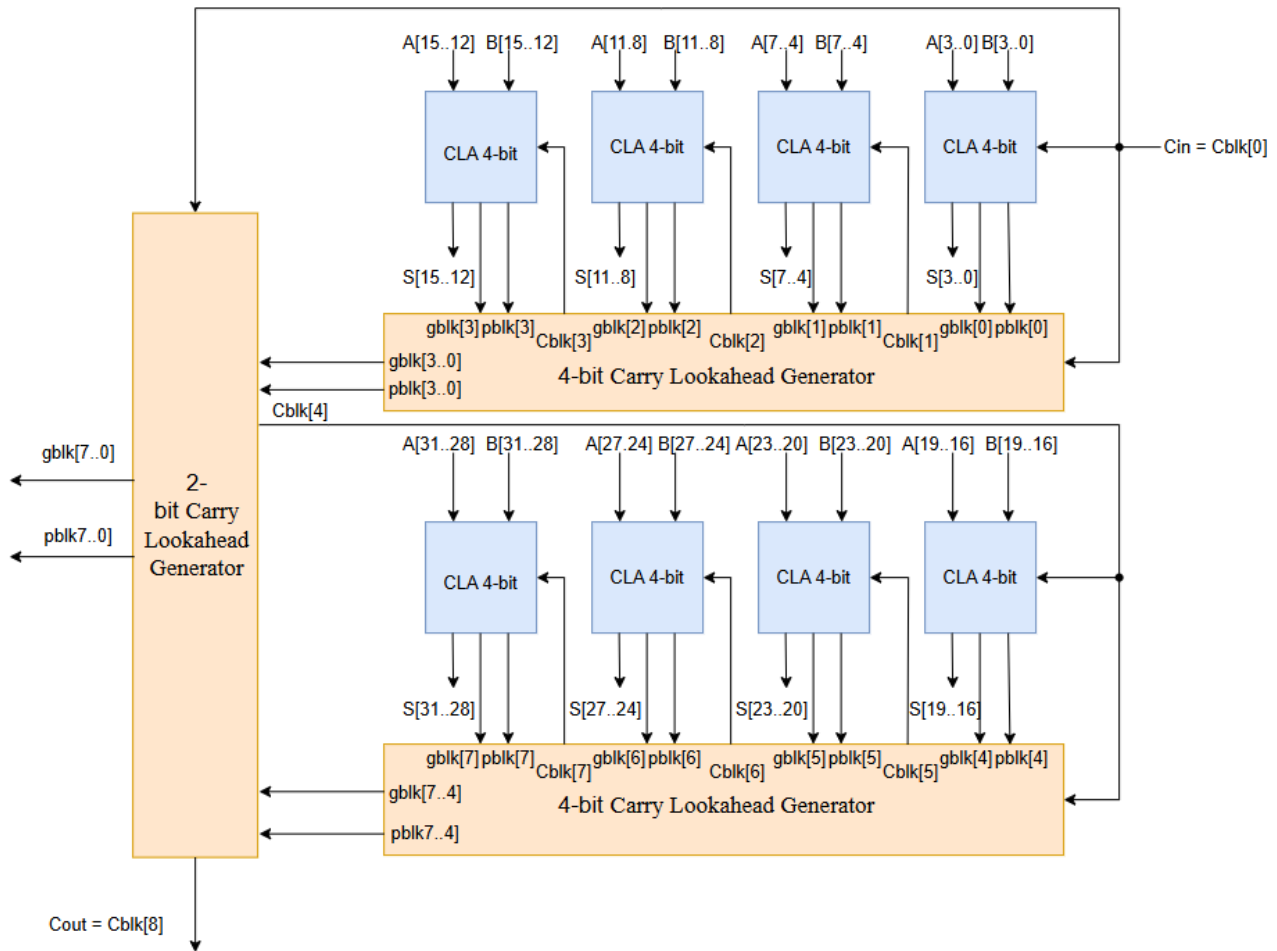 A[15..12] B[15..12] A[11.8] B[11..8] A[7..4] B[7..4] A[3..0] B[3..0]
CLA 4-bit CLA 4-bit CLA 4-bit CLA 4-bit
Cin = Cblk[0]
S[15..12] S[11..8] S[7..4] S[3..0]
gblk[3] pblk[3] Cblk[3] gblk[2] pblk[2] Cblk[2] gblk[1] pblk[1] Cblk[1] gblk[0] pblk[0]
gblk[3..0]
4-bit Carry Lookahead Generator
pblk[3..0]
Cblk[4]
A[31..28] B[31..28] A[27.24] B[27..24] A[23..20] B[23..20] A[19..16] B[19..16]
gblk[7..0]
2-
bit Carry
Lookahead
Generator
pblk7..0]
CLA 4-bit CLA 4-bit CLA 4-bit CLA 4-bit
S[31..28] S[27..24] S[23..20] S[19..16]
gblk[7] pblk[7] Cblk[7] gblk[6] pblk[6] Cblk[6] gblk[5] pblk[5] Cblk[5] gblk[4] pblk[4]
gblk[7..4]
4-bit Carry Lookahead Generator
pblk7..4]
Cout = Cblk[8]